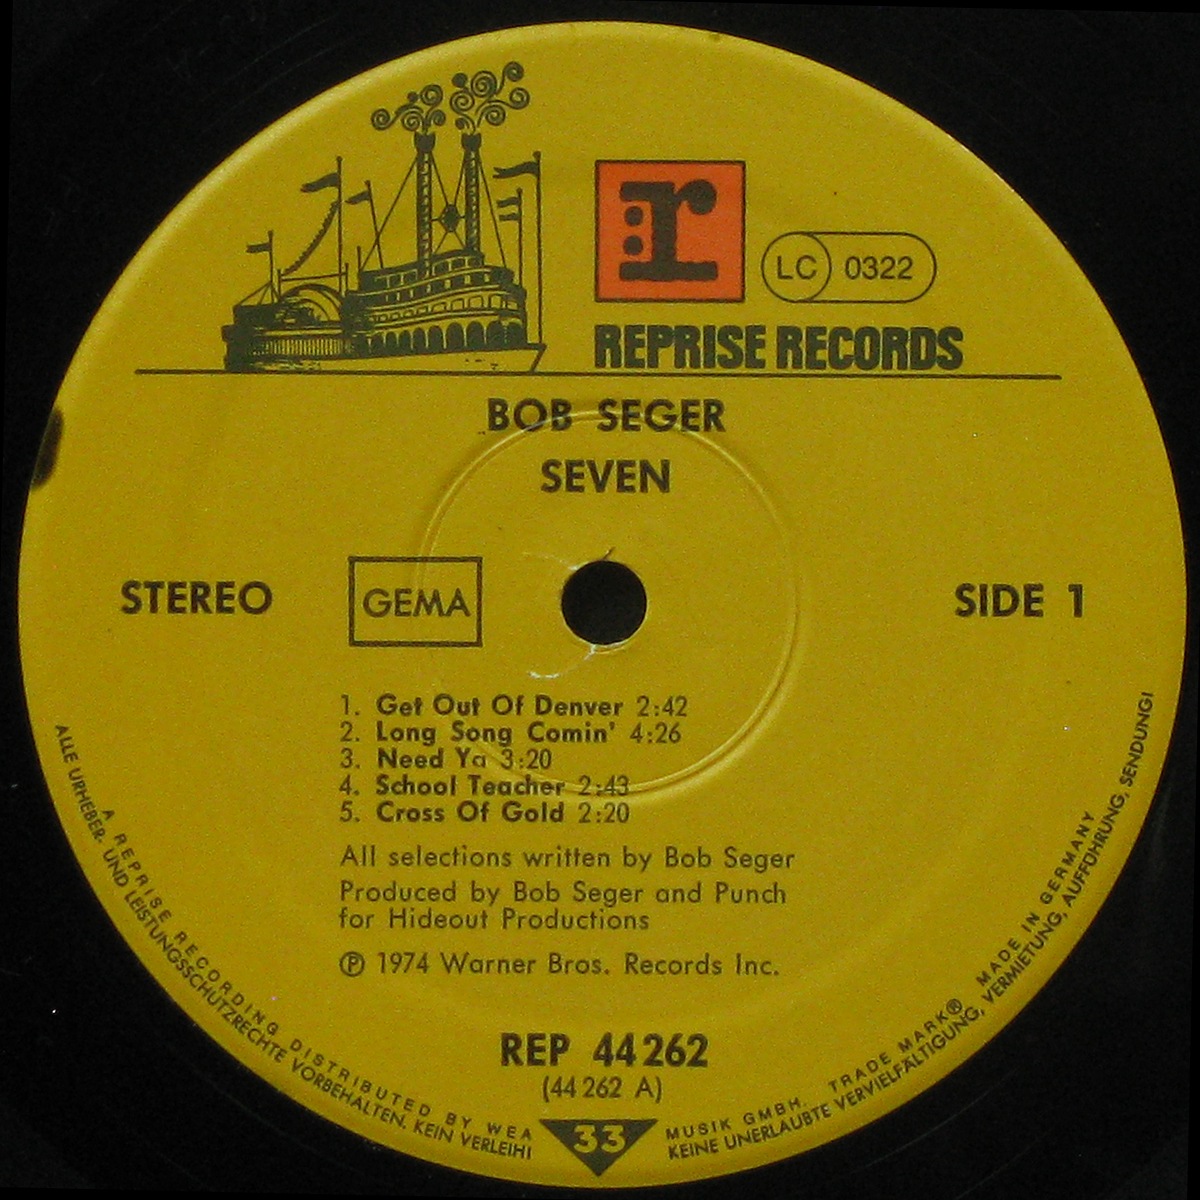 r
LC 0322
REPRISE RECORDS
BOB SEGER
SEVEN
STEREO
GEMA
SIDE 1
1. Get Out Of Denver 2:42
2. Long Song Comin' 4:26
3. Need Ya 3:20
4. School Teacher 2:43
5. Cross Of Gold 2:20
All selections written by Bob Seger
Produced by Bob Seger and Punch
for Hideout Productions
℗ 1974 Warner Bros. Records Inc.
REP 44 262
(44 262 A)
33
A REPRISE RECORDING DISTRIBUTED BY WEA MUSIK GMBH. TRADE MARK® MADE IN GERMANY
ALLE URHEBER- UND LEISTUNGSSCHUTZRECHTE VORBEHALTEN. KEIN VERLEIH! KEINE UNERLAUBTE VERVIELFÄLTIGUNG, VERMIETUNG, AUFFÜHRUNG, SENDUNG!